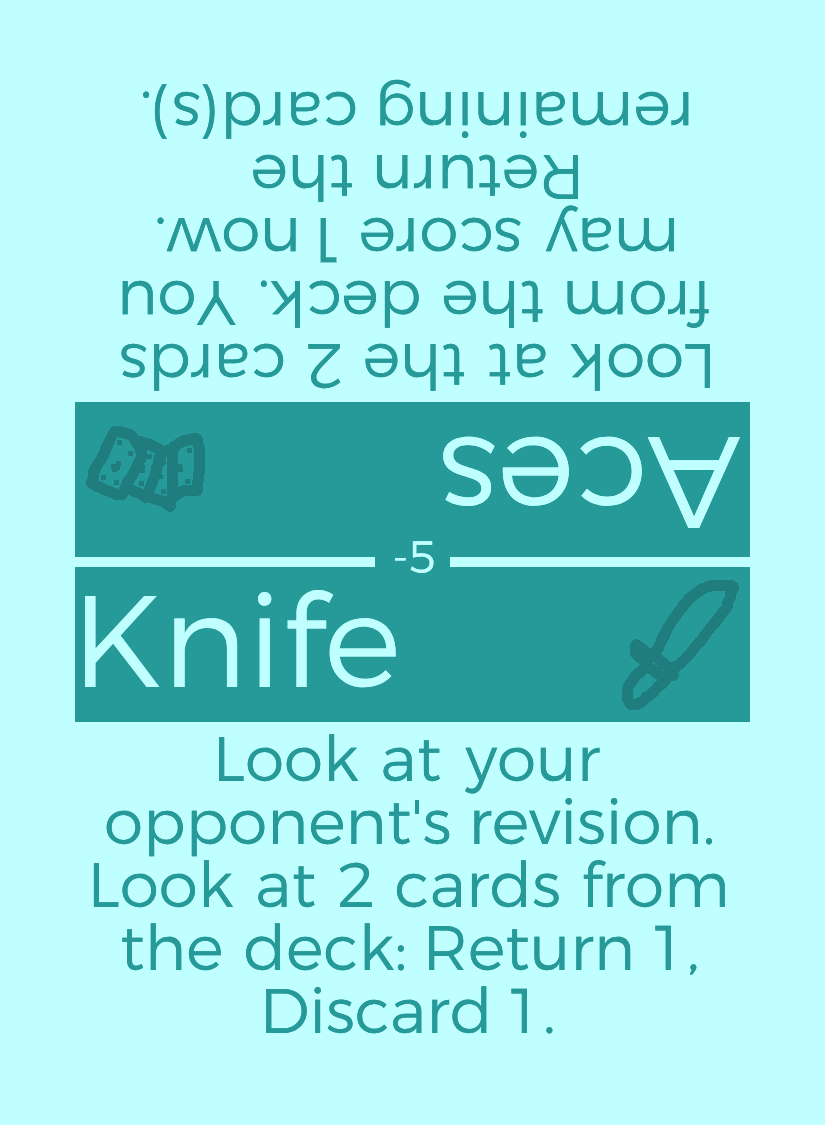 Look at the 2 cards
from the deck. You
may score 1 now.
Return the
remaining card(s).
Aces
-5
Knife
Look at your
opponent's revision.
Look at 2 cards from
the deck: Return 1,
Discard 1.